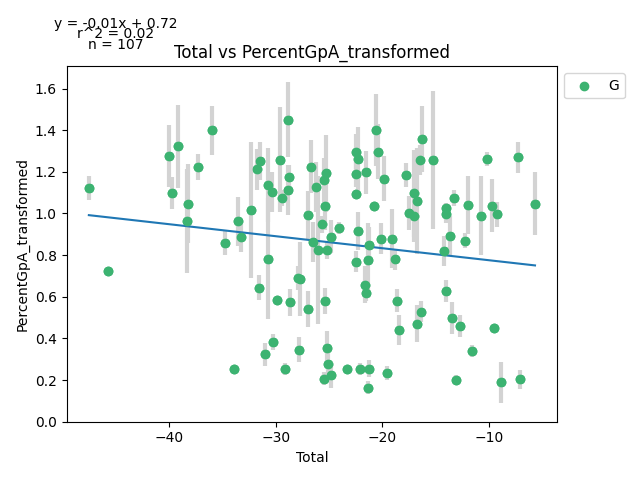 y = -0.01x + 0.72
r^2 = 0.02
n = 107
Total vs PercentGpA_transformed
G
PercentGpA_transformed
1.6
1.4
1.2
1.0
0.8
0.6
0.4
0.2
0.0
−40 −30 −20 −10
Total